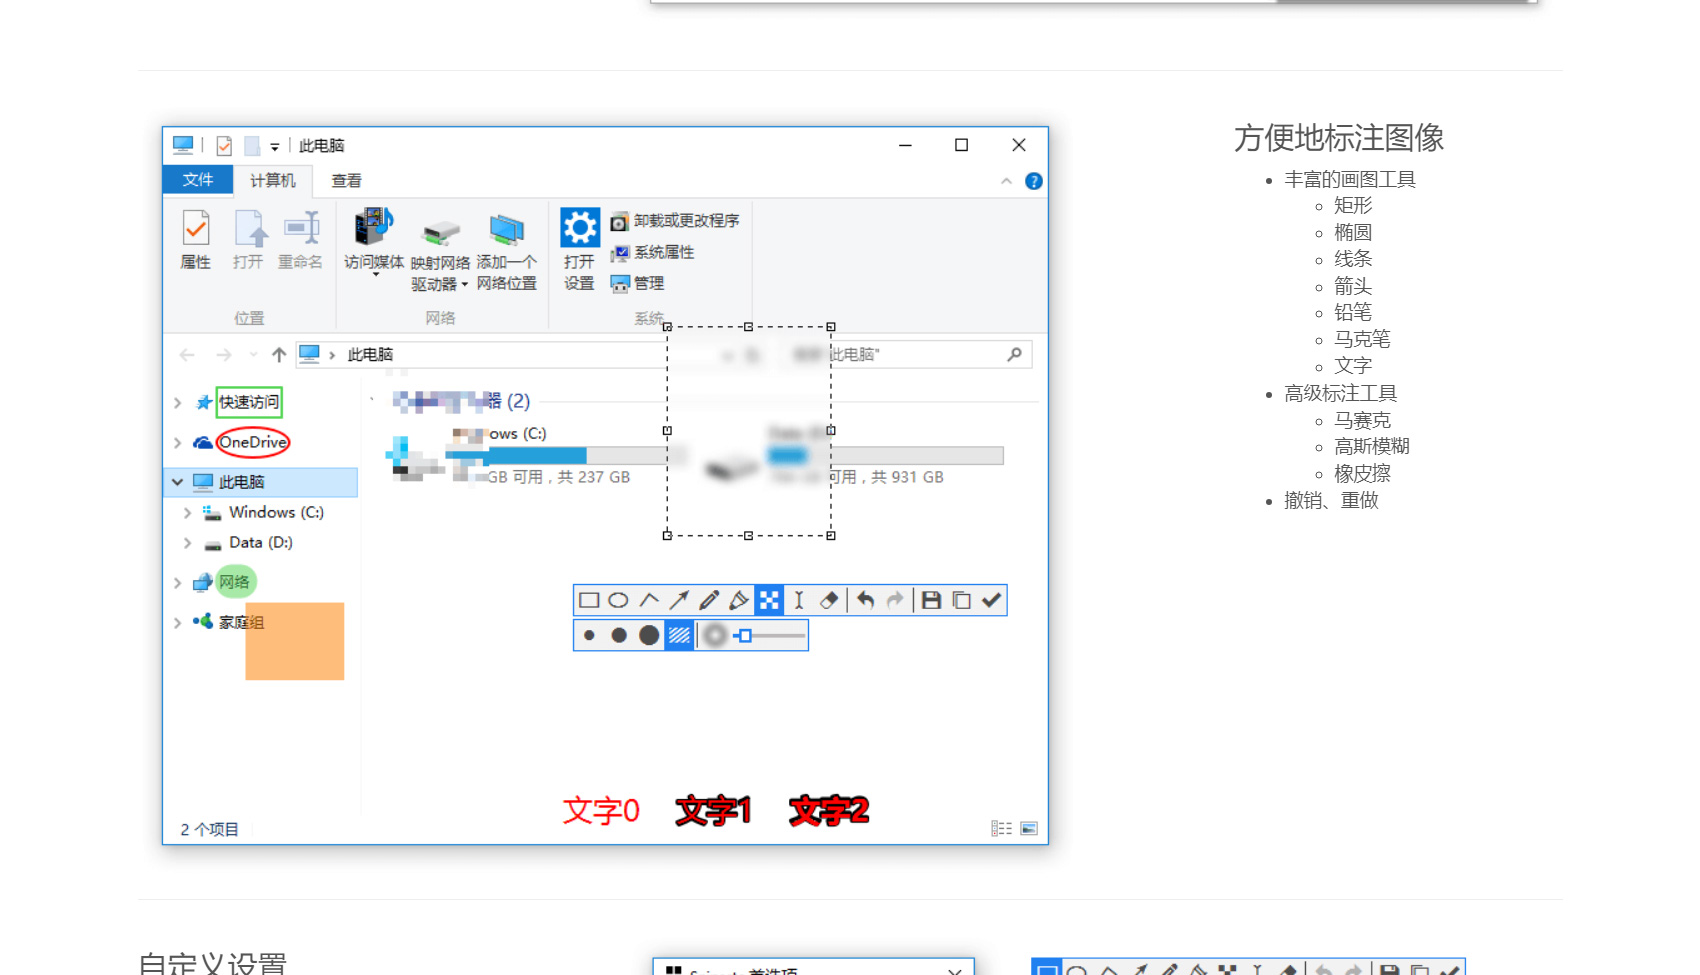 此电脑
文件 计算机 查看
属性 打开 重命名
位置
访问媒体 映射网络驱动器 添加一个网络位置
网络
打开设置 卸载或更改程序
系统属性
管理
系统
此电脑
此电脑"
快速访问
OneDrive
此电脑
Windows (C:)
Data (D:)
网络
家庭组
器 (2)
ows (C:)
GB 可用，共 237 GB
可用，共 931 GB
文字0 文字1 文字2
2 个项目
方便地标注图像
丰富的画图工具
矩形
椭圆
线条
箭头
铅笔
马克笔
文字
高级标注工具
马赛克
高斯模糊
橡皮擦
撤销、重做
自定义设置
首选项